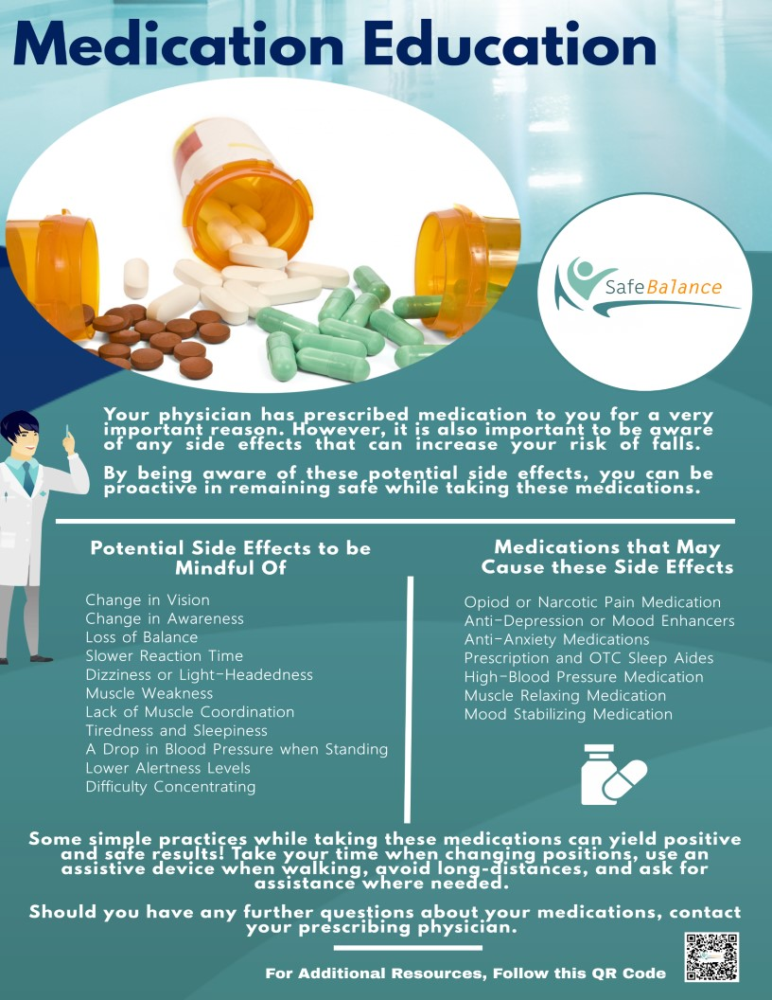 Medication Education
SafeBalance
Your physician has prescribed medication to you for a very
important reason. However, it is also important to be aware
of any side effects that can increase your risk of falls.
By being aware of these potential side effects, you can be
proactive in remaining safe while taking these medications.
Potential Side Effects to be
Mindful Of
Change in Vision
Change in Awareness
Loss of Balance
Slower Reaction Time
Dizziness or Light-Headedness
Muscle Weakness
Lack of Muscle Coordination
Tiredness and Sleepiness
A Drop in Blood Pressure when Standing
Lower Alertness Levels
Difficulty Concentrating
Medications that May
Cause these Side Effects
Opiod or Narcotic Pain Medication
Anti-Depression or Mood Enhancers
Anti-Anxiety Medications
Prescription and OTC Sleep Aides
High-Blood Pressure Medication
Muscle Relaxing Medication
Mood Stabilizing Medication
Some simple practices while taking these medications can yield positive
and safe results! Take your time when changing positions, use an
assistive device when walking, avoid long-distances, and ask for
assistance where needed.
Should you have any further questions about your medications, contact
your prescribing physician.
For Additional Resources, Follow this QR Code